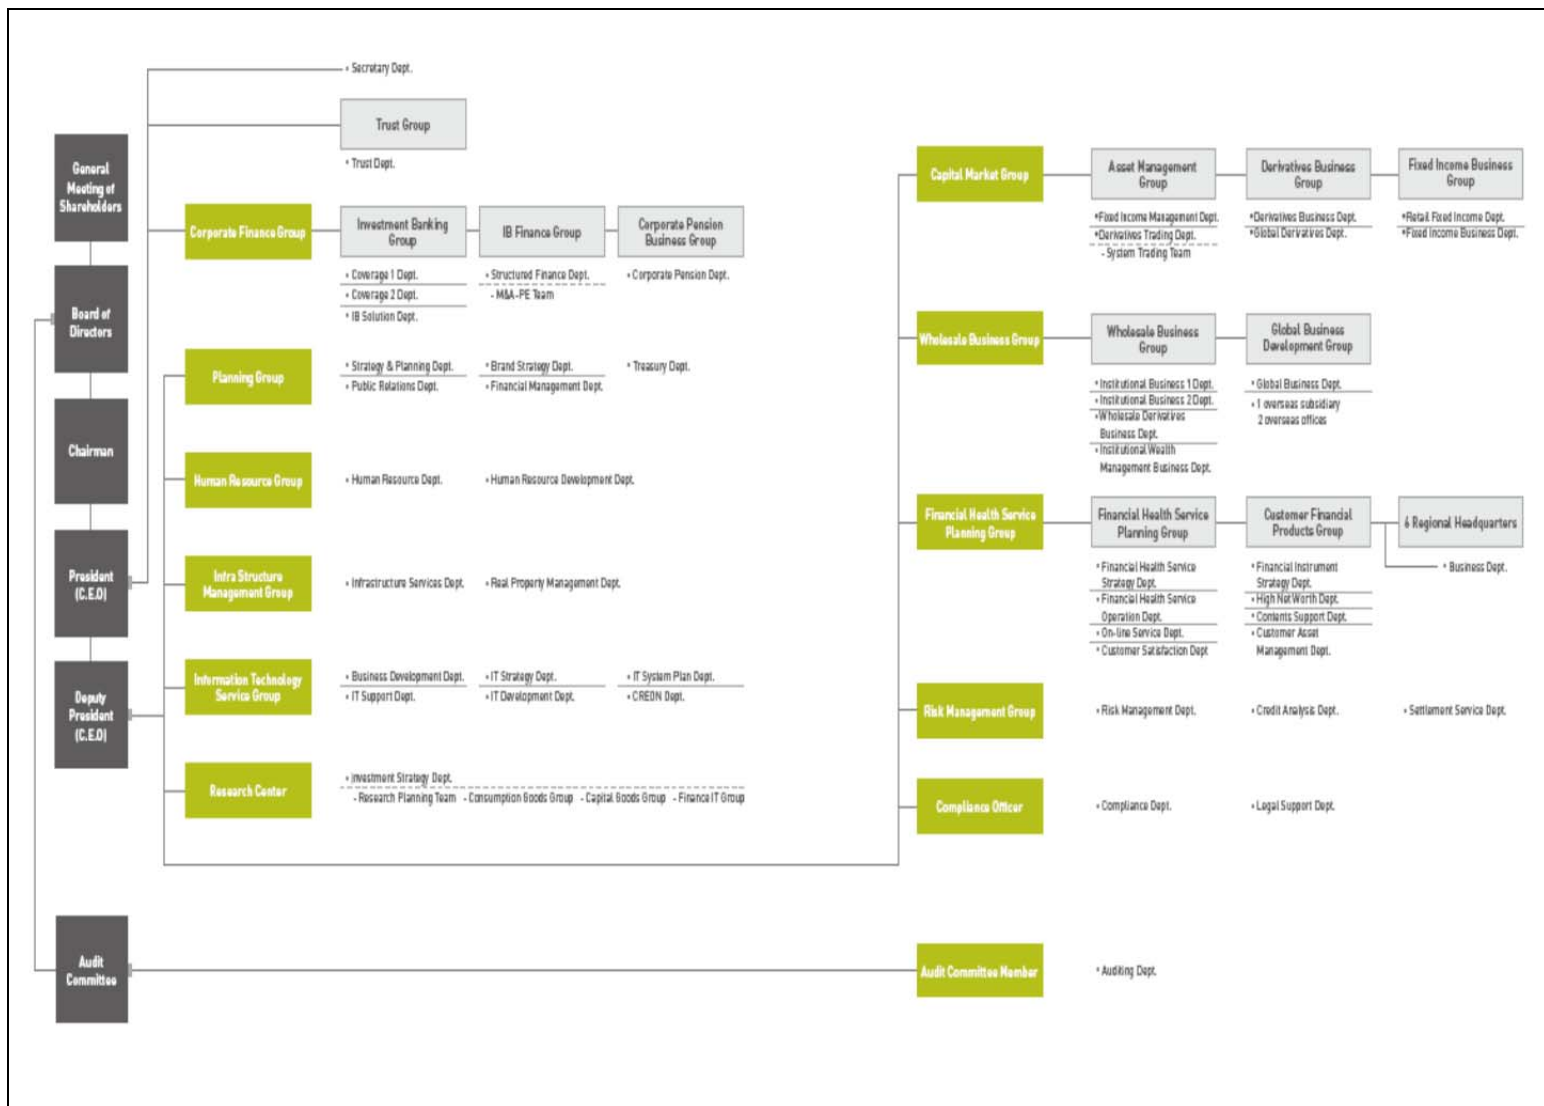 General
Meeting of
Shareholders
Board of
Directors
Chairman
President
(C.E.O)
Deputy
President
(C.E.O)
Audit
Committee
• Secretary Dept.
Trust Group
• Trust Dept.
Corporate Finance Group
Investment Banking
Group
• Coverage 1 Dept.
• Coverage 2 Dept.
• IB Solution Dept.
IB Finance Group
• Structured Finance Dept.
- M&A-PE Team
Corporate Pension
Business Group
• Corporate Pension Dept.
Planning Group
• Strategy & Planning Dept.
• Public Relations Dept.
• Brand Strategy Dept.
• Financial Management Dept.
• Treasury Dept.
Human Resource Group
• Human Resource Dept.
• Human Resource Development Dept.
Infra Structure
Management Group
• Infrastructure Services Dept.
• Real Property Management Dept.
Information Technology
Service Group
• Business Development Dept.
• IT Support Dept.
• IT Strategy Dept.
• IT Development Dept.
• IT System Plan Dept.
• CREON Dept.
Research Center
• Investment Strategy Dept.
- Research Planning Team - Consumption Goods Group - Capital Goods Group - Finance IT Group
Capital Market Group
Asset Management
Group
•Fixed Income Management Dept.
•Derivatives Trading Dept.
- System Trading Team
Derivatives Business
Group
•Derivatives Business Dept.
•Global Derivatives Dept.
Fixed Income Business
Group
•Retail Fixed Income Dept.
•Fixed Income Business Dept.
Wholesale Business Group
Wholesale Business
Group
• Institutional Business 1 Dept.
• Institutional Business 2 Dept.
•Wholesale Derivatives
Business Dept.
• Institutional Wealth
Management Business Dept.
Global Business
Development Group
• Global Business Dept.
• 1 overseas subsidiary
2 overseas offices
Financial Health Service
Planning Group
Financial Health Service
Planning Group
• Financial Health Service
Strategy Dept.
• Financial Health Service
Operation Dept.
• On-line Service Dept.
• Customer Satisfaction Dept
Customer Financial
Products Group
• Financial Instrument
Strategy Dept.
• High Net Worth Dept.
• Contents Support Dept.
• Customer Asset
Management Dept.
6 Regional Headquarters
• Business Dept.
Risk Management Group
• Risk Management Dept.
• Credit Analysis Dept.
• Settlement Service Dept.
Compliance Officer
• Compliance Dept.
• Legal Support Dept.
Audit Committee Member
• Auditing Dept.